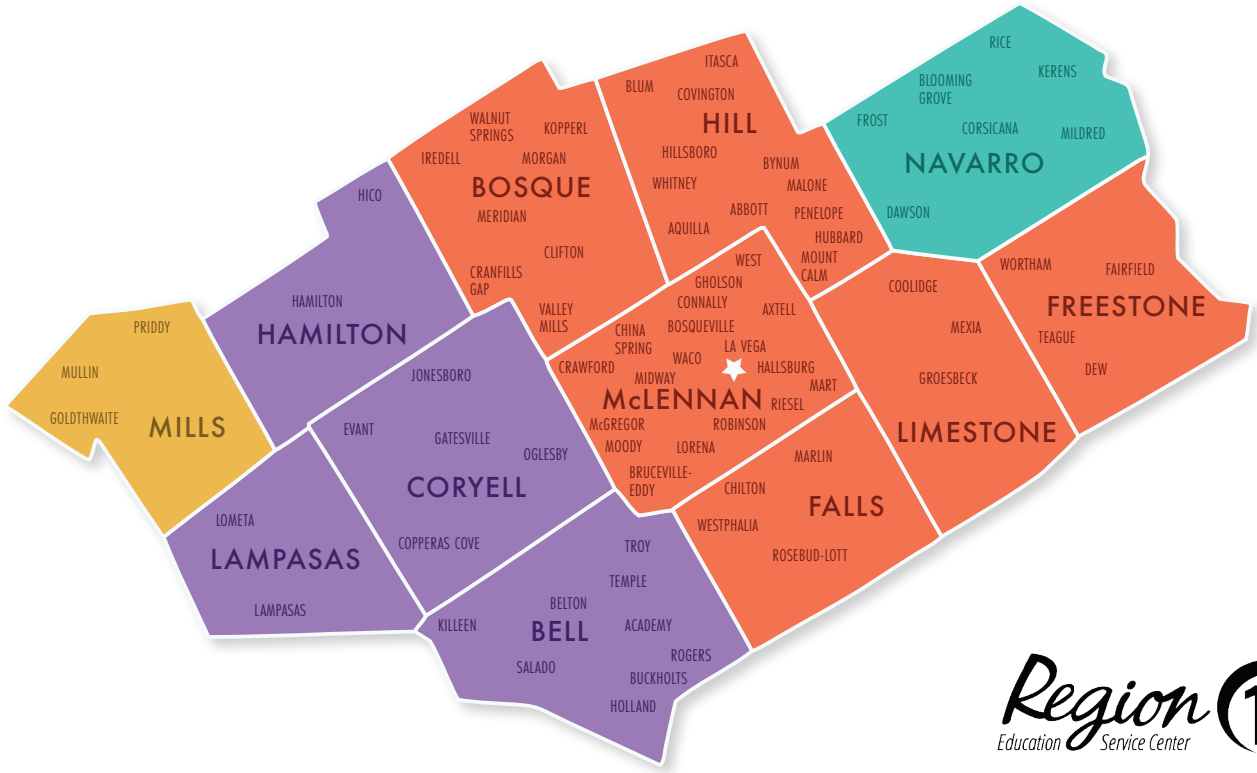 RICE
KERENS
BLOOMING
GROVE
FROST
CORSICANA
MILDRED
NAVARRO
DAWSON
ITASCA
BLUM
COVINGTON
HILL
HILLSBORO
BYNUM
WHITNEY
MALONE
ABBOTT
PENELOPE
AQUILLA
HUBBARD
MOUNT
CALM
WALNUT
SPRINGS
KOPPERL
IREDELL
MORGAN
BOSQUE
MERIDIAN
CLIFTON
CRANFILLS
GAP
VALLEY
MILLS
HICO
HAMILTON
HAMILTON
PRIDDY
MULLIN
GOLDTHWAITE
MILLS
WORTHAM
FAIRFIELD
FREESTONE
TEAGUE
DEW
COOLIDGE
MEXIA
GROESBECK
LIMESTONE
WEST
GHOLSON
CONNALLY
AXTELL
CHINA
SPRING
BOSQUEVILLE
LA VEGA
WACO
CRAWFORD
HALLSBURG
MIDWAY
MART
McLENNAN
RIESEL
McGREGOR
ROBINSON
MOODY
LORENA
BRUCEVILLE-
EDDY
JONESBORO
EVANT
GATESVILLE
OGLESBY
CORYELL
COPPERAS COVE
MARLIN
CHILTON
FALLS
WESTPHALIA
ROSEBUD-LOTT
LOMETA
LAMPASAS
LAMPASAS
TROY
TEMPLE
BELTON
KILLEEN
BELL
ACADEMY
ROGERS
SALADO
BUCKHOLTS
HOLLAND
Region 1
Education Service Center